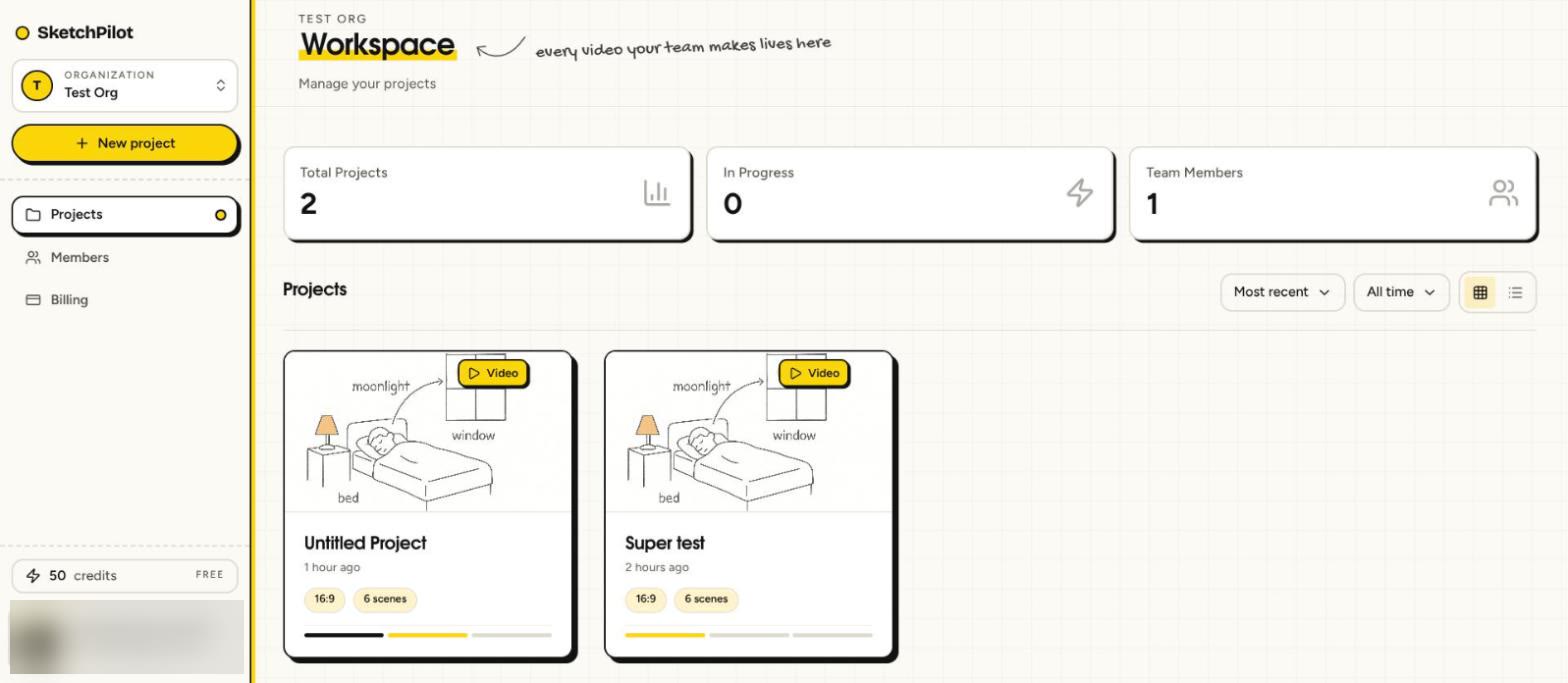 SketchPilot
ORGANIZATION
T
Test Org
New project
Projects
Members
Billing
50 credits FREE
TEST ORG
Workspace
every video your team makes lives here
Manage your projects
Total Projects
2
In Progress
0
Team Members
1
Projects
Most recent
All time
Video
moonlight
window
bed
Untitled Project
1 hour ago
16:9 6 scenes
Video
moonlight
window
bed
Super test
2 hours ago
16:9 6 scenes